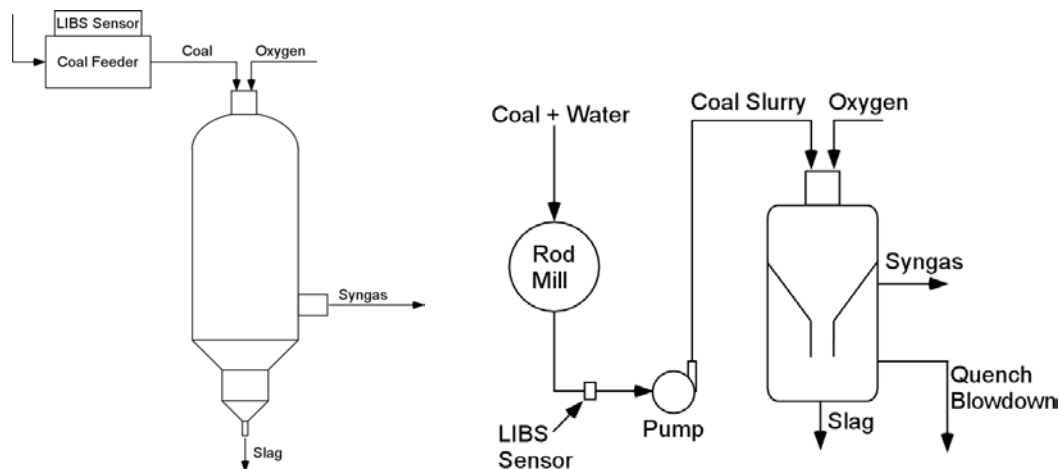 LIBS Sensor
Coal Feeder
Coal
Oxygen
Syngas
Slag
Coal + Water
Rod
Mill
LIBS
Sensor
Pump
Coal Slurry
Oxygen
Syngas
Quench
Blowdown
Slag